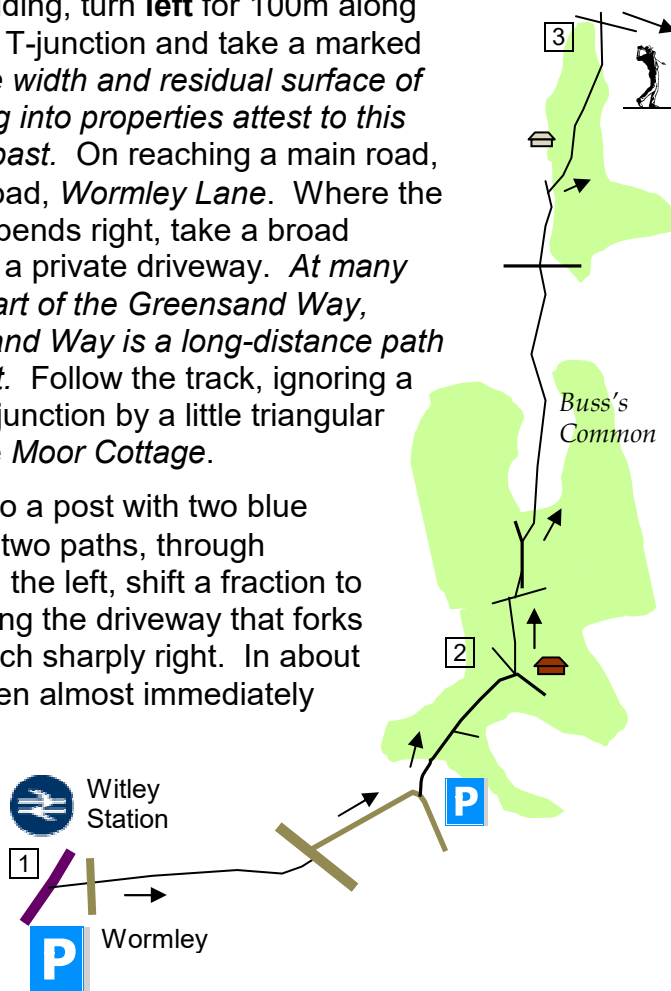 ding, turn left for 100m along
T-junction and take a marked
width and residual surface of
into properties attest to this
past. On reaching a main road,
oad, Wormley Lane. Where the
bends right, take a broad
a private driveway. At many
art of the Greensand Way,
and Way is a long-distance path
Follow the track, ignoring a
junction by a little triangular
Moor Cottage.
o a post with two blue
two paths, through
the left, shift a fraction to
ng the driveway that forks
ch sharply right. In about
en almost immediately
3
Buss's
Common
2
P
Witley
Station
1
Wormley
P